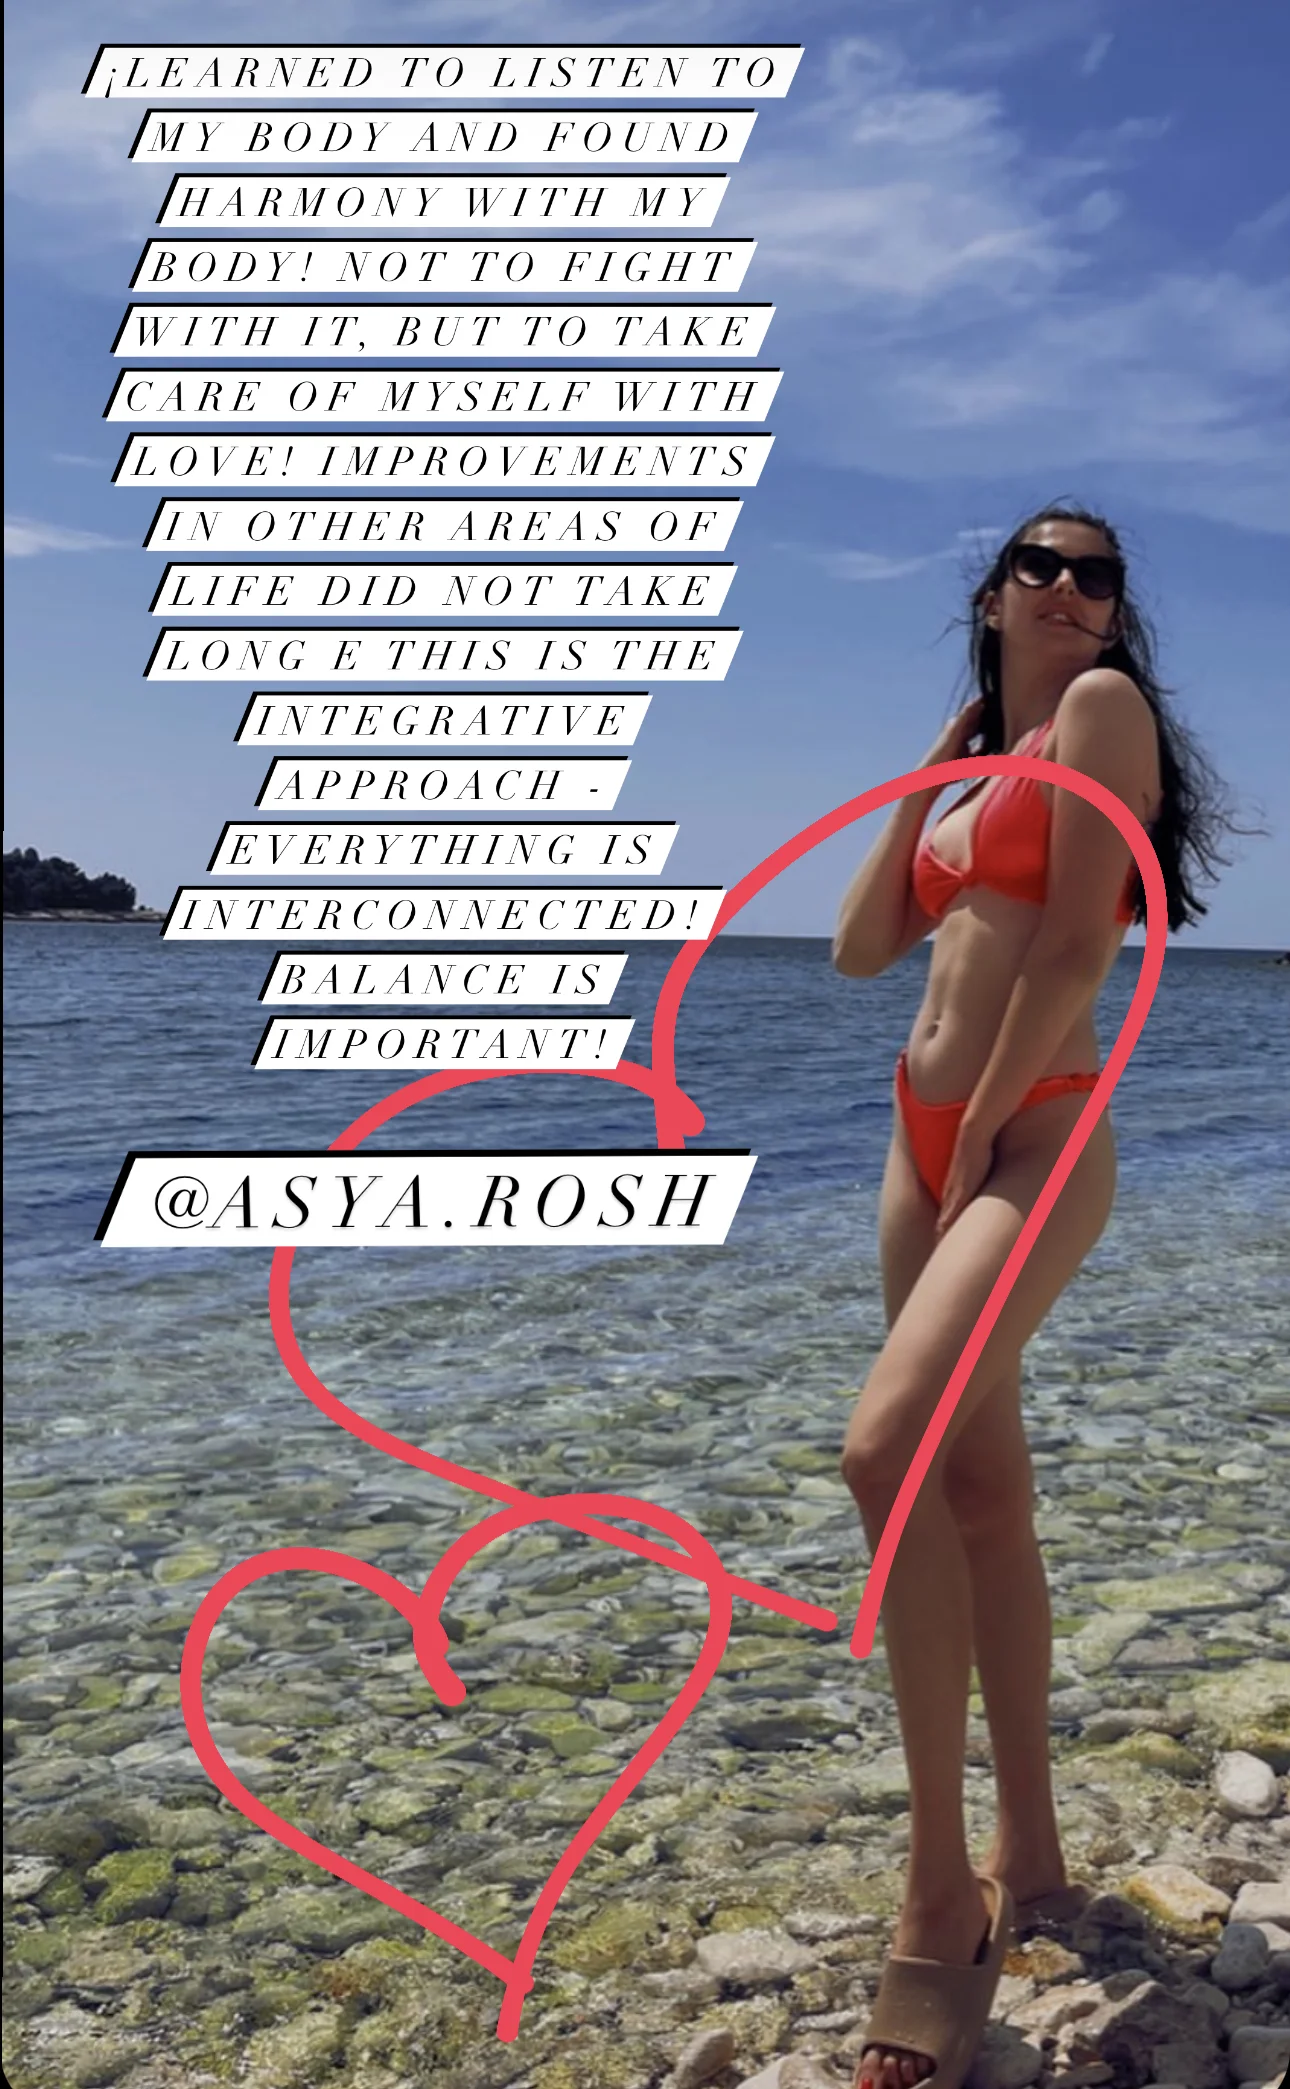 ¡LEARNED TO LISTEN TO
MY BODY AND FOUND
HARMONY WITH MY
BODY! NOT TO FIGHT
WITH IT, BUT TO TAKE
CARE OF MYSELF WITH
LOVE! IMPROVEMENTS
IN OTHER AREAS OF
LIFE DID NOT TAKE
LONG E THIS IS THE
INTEGRATIVE
APPROACH -
EVERYTHING IS
INTERCONNECTED!
BALANCE IS
IMPORTANT!
@ASYA.ROSH